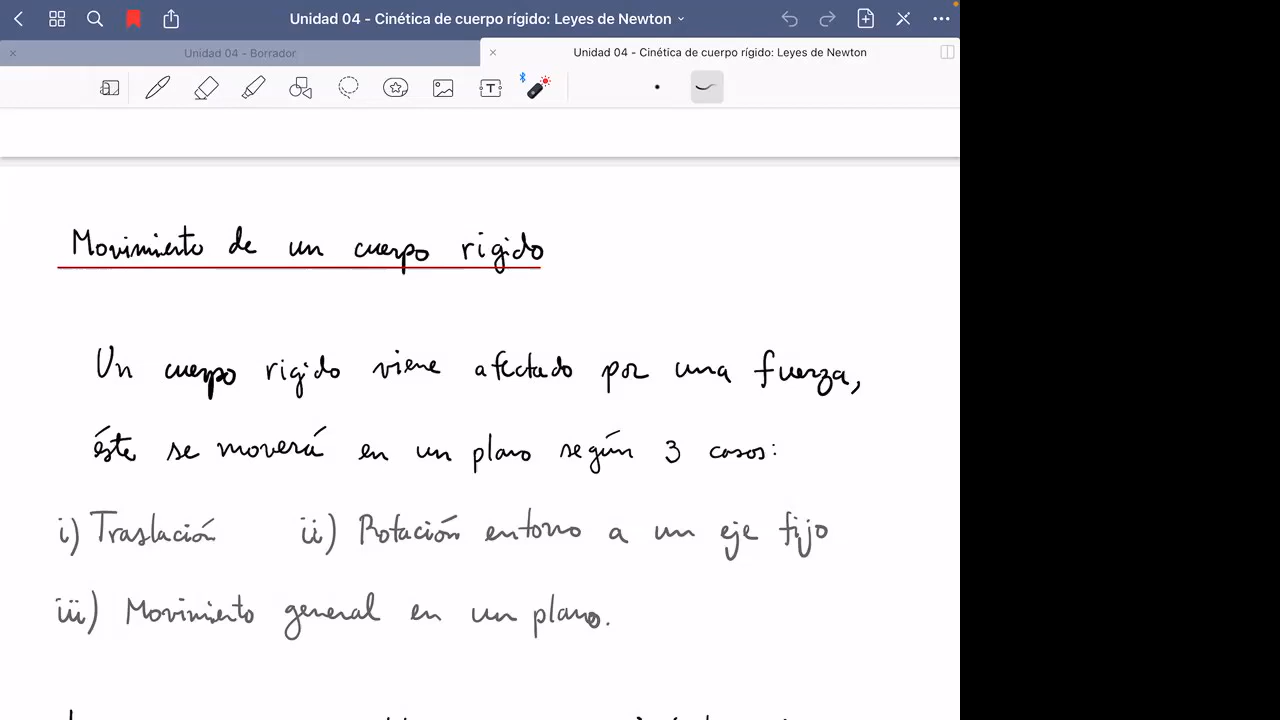 Unidad 04 - Cinética de cuerpo rígido: Leyes de Newton
Unidad 04 - Borrador
Unidad 04 - Cinética de cuerpo rígido: Leyes de Newton
Movimiento de un cuerpo rigido
Un cuerpo rigido viene afectado por una fuerza,
éste se moverá en un plano según 3 casos:
i) Traslación ii) Rotación entorno a un eje fijo
iii) Movimiento general en un plano.